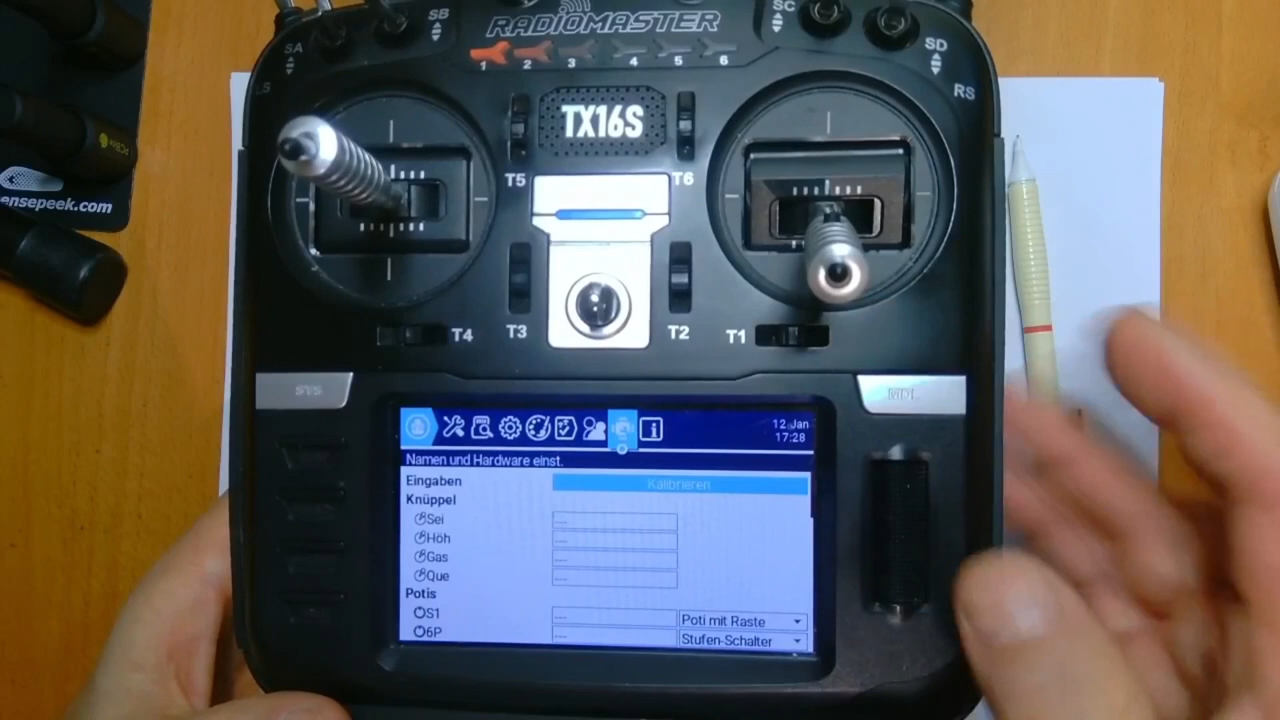 SB
RADIOMASTER
SC
SA
1 2 3 4 5 6
SD
LS
RS
TX16S
T5
T6
T4
T3
T2
T1
ensepeek.com
SYS
MDL
12 Jan
17:28
Namen und Hardware einst.
Eingaben
Kalibrieren
Knüppel
Sei
---
Höh
---
Gas
---
Que
---
Potis
S1
---
Poti mit Raste
6P
---
Stufen-Schalter